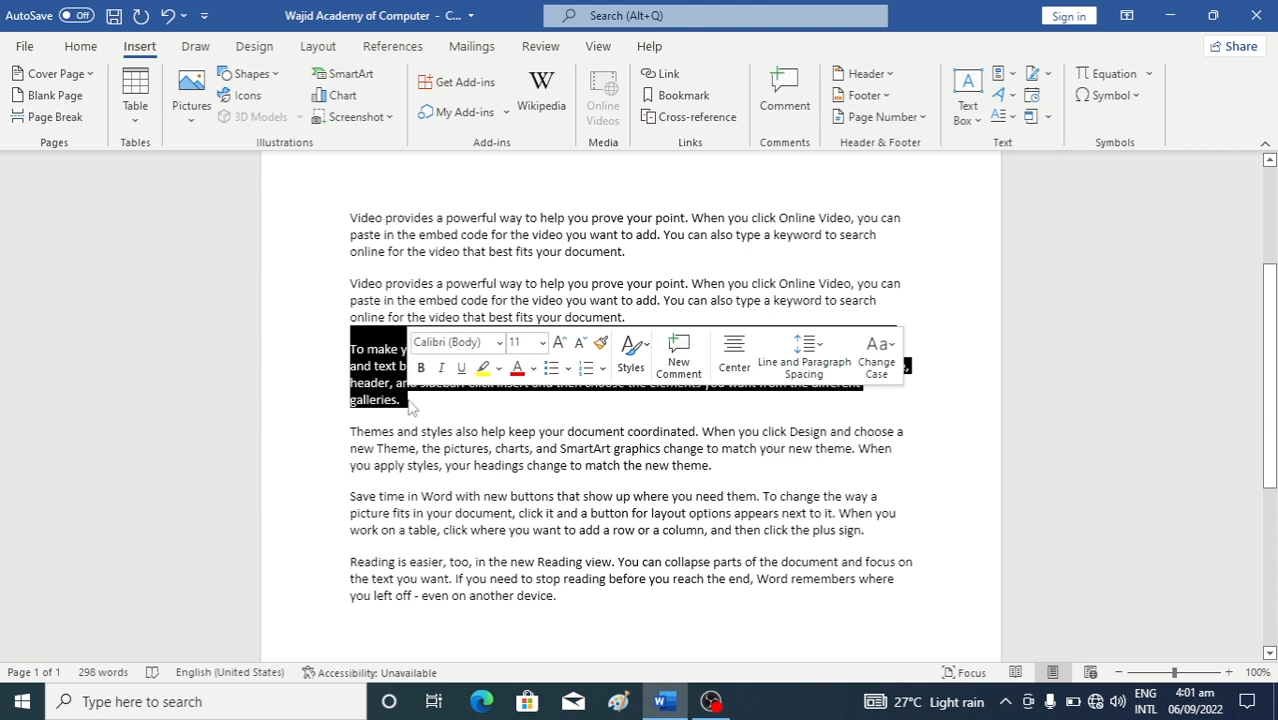 AutoSave Off
Wajid Academy of Computer - C...
Search (Alt+Q)
Sign in
File Home Insert Draw Design Layout References Mailings Review View Help
Share
Cover Page
Blank Page
Page Break
Pages
Table
Tables
Pictures
Shapes
Icons
3D Models
SmartArt
Chart
Screenshot
Illustrations
Get Add-ins
My Add-ins
W
Wikipedia
Add-ins
Online
Videos
Media
Link
Bookmark
Cross-reference
Links
Comment
Comments
Header
Footer
Page Number
Header & Footer
A
Text
Box
Text
Equation
Symbol
Symbols
Video provides a powerful way to help you prove your point. When you click Online Video, you can
paste in the embed code for the video you want to add. You can also type a keyword to search
online for the video that best fits your document.
Video provides a powerful way to help you prove your point. When you click Online Video, you can
paste in the embed code for the video you want to add. You can also type a keyword to search
online for the video that best fits your document.
To make y
and text b
header, and sidebar. Click Insert and then choose the elements you want from the different
galleries.
Calibri (Body) 11
B I U A
Styles
New
Comment
Center
Line and Paragraph
Spacing
Aa
Change
Case
Themes and styles also help keep your document coordinated. When you click Design and choose a
new Theme, the pictures, charts, and SmartArt graphics change to match your new theme. When
you apply styles, your headings change to match the new theme.
Save time in Word with new buttons that show up where you need them. To change the way a
picture fits in your document, click it and a button for layout options appears next to it. When you
work on a table, click where you want to add a row or a column, and then click the plus sign.
Reading is easier, too, in the new Reading view. You can collapse parts of the document and focus on
the text you want. If you need to stop reading before you reach the end, Word remembers where
you left off - even on another device.
Page 1 of 1 298 words English (United States) Accessibility: Unavailable
Focus
100%
Type here to search
27°C Light rain
ENG
INTL
4:01 am
06/09/2022